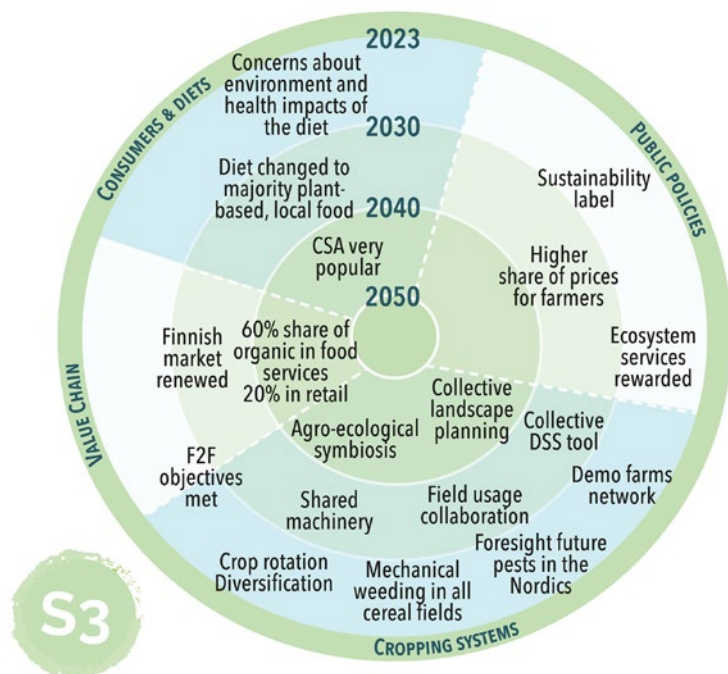 2023
2030
2040
2050
CONSUMERS & DIETS
Concerns about
environment and
health impacts of
the diet
Diet changed to
majority plant-
based, local food
CSA very
popular
PUBLIC POLICIES
Sustainability
label
Higher
share of prices
for farmers
Ecosystem
services
rewarded
VALUE CHAIN
Finnish
market
renewed
60% share of
organic in food
services
20% in retail
F2F
objectives
met
CROPPING SYSTEMS
Agro-ecological
symbiosis
Collective
landscape
planning
Collective
DSS tool
Shared
machinery
Field usage
collaboration
Demo farms
network
Crop rotation
Diversification
Mechanical
weeding in all
cereal fields
Foresight future
pests in the
Nordics
S3